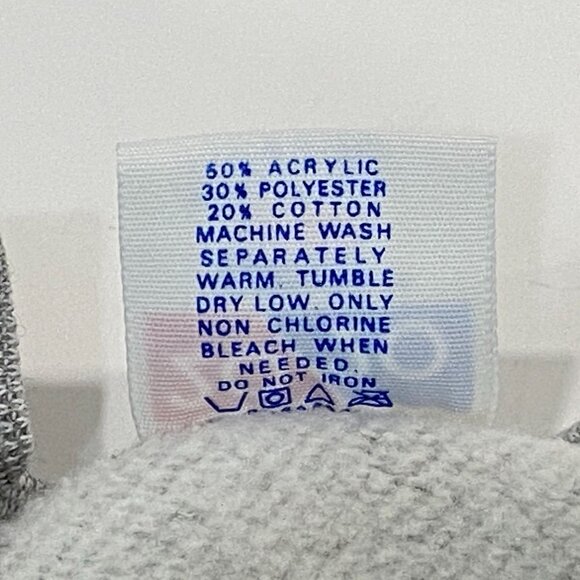 50% ACRYLIC
30% POLYESTER
20% COTTON
MACHINE WASH
SEPARATELY
WARM. TUMBLE
DRY LOW. ONLY
NON CHLORINE
BLEACH WHEN
NEEDED.
DO NOT IRON